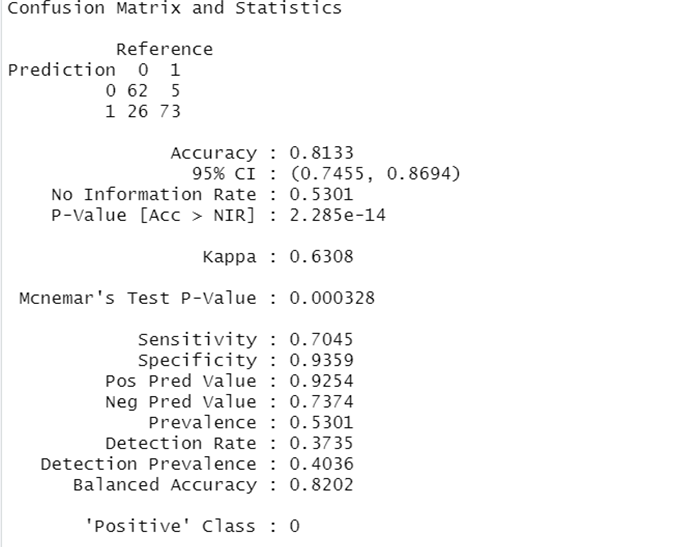 Confusion Matrix and Statistics
Reference
Prediction 0 1
0 62 5
1 26 73
Accuracy : 0.8133
95% CI : (0.7455, 0.8694)
No Information Rate : 0.5301
P-Value [Acc > NIR] : 2.285e-14
Kappa : 0.6308
Mcnemar's Test P-Value : 0.000328
Sensitivity : 0.7045
Specificity : 0.9359
Pos Pred Value : 0.9254
Neg Pred Value : 0.7374
Prevalence : 0.5301
Detection Rate : 0.3735
Detection Prevalence : 0.4036
Balanced Accuracy : 0.8202
'Positive' Class : 0